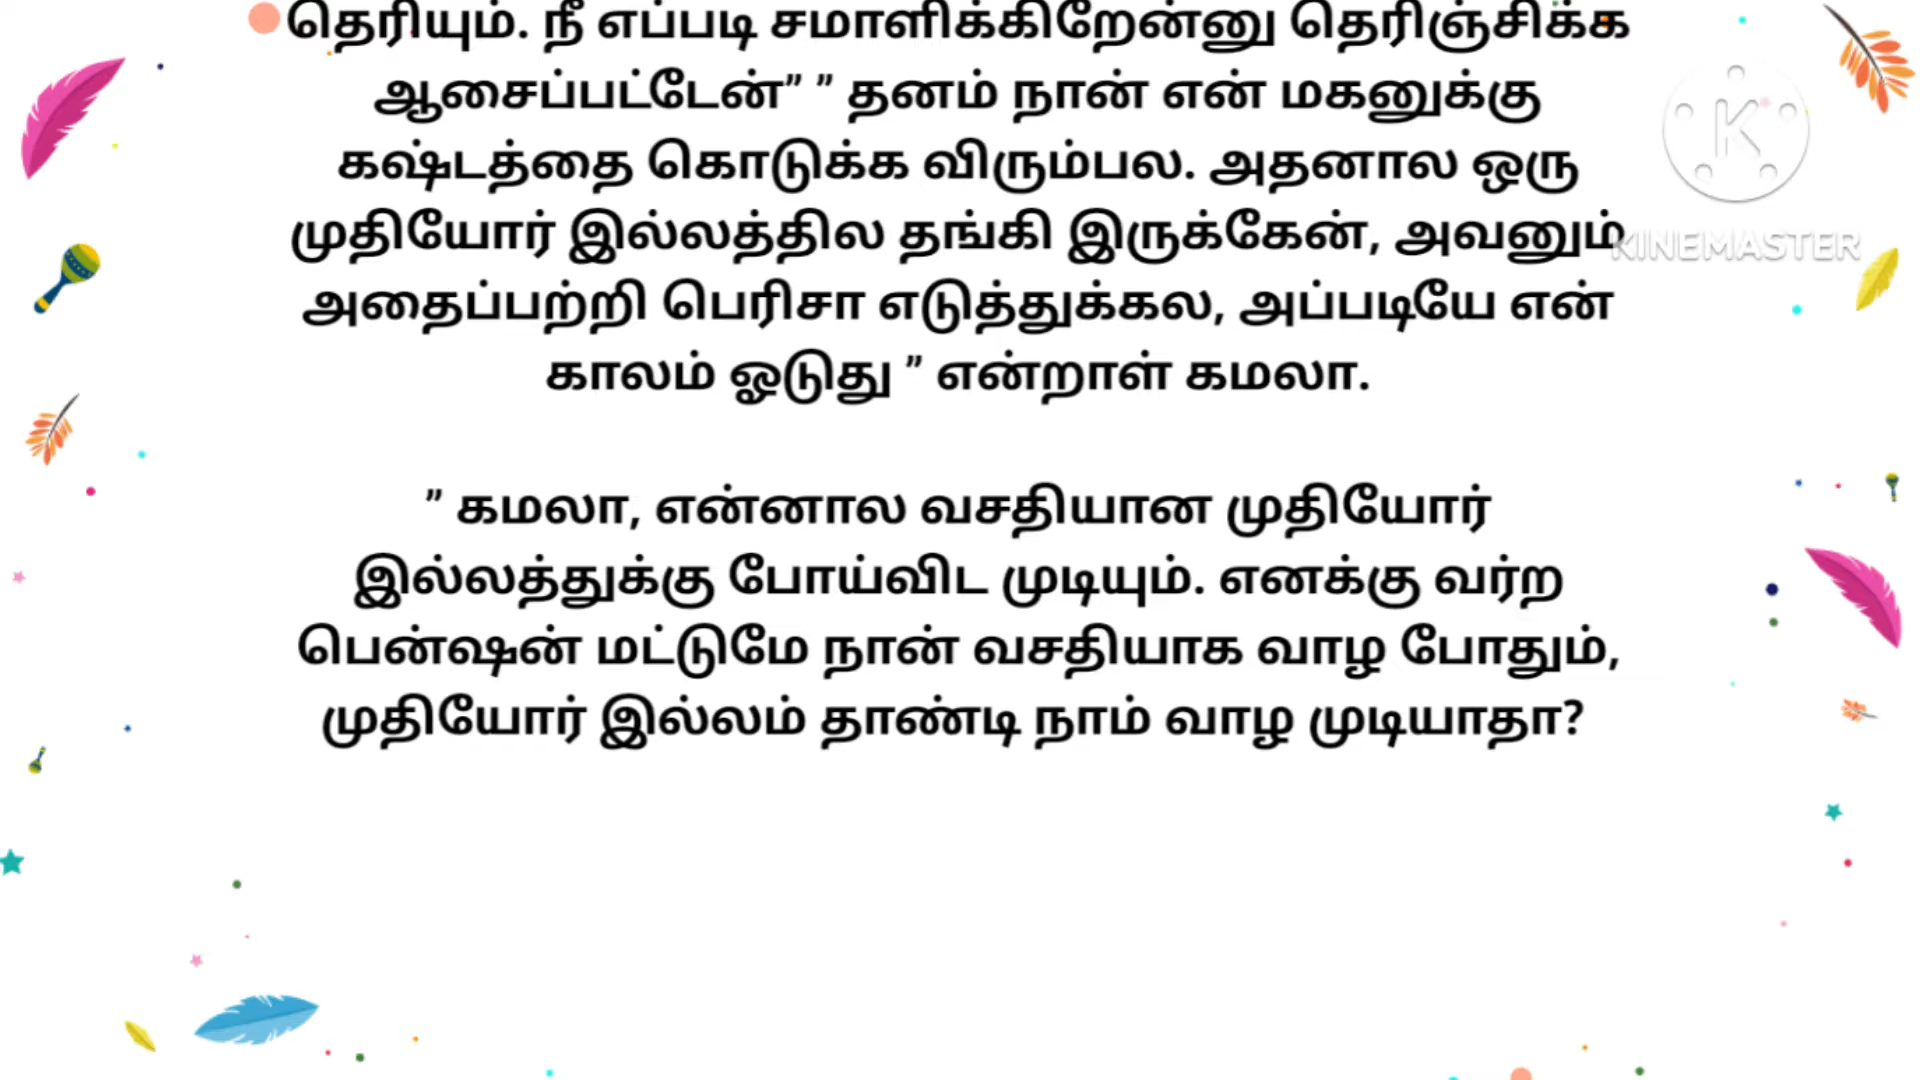 தெரியும். நீ எப்படி சமாளிக்கிறேன்னு தெரிஞ்சிக்க
ஆசைப்பட்டேன்” ” தனம் நான் என் மகனுக்கு
கஷ்டத்தை கொடுக்க விரும்பல. அதனால ஒரு
முதியோர் இல்லத்தில தங்கி இருக்கேன், அவனும்
அதைப்பற்றி பெரிசா எடுத்துக்கல, அப்படியே என்
காலம் ஓடுது ” என்றாள் கமலா.
” கமலா, என்னால வசதியான முதியோர்
இல்லத்துக்கு போய்விட முடியும். எனக்கு வர்ற
பென்ஷன் மட்டுமே நான் வசதியாக வாழ போதும்,
முதியோர் இல்லம் தாண்டி நாம் வாழ முடியாதா?
K
KINEMASTER